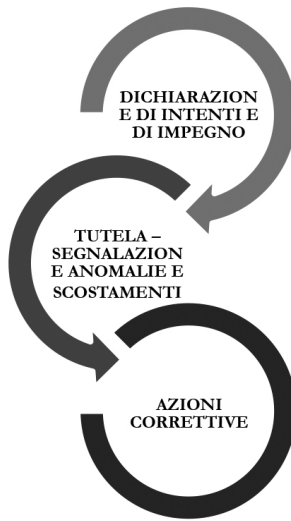 DICHIARAZION
E DI INTENTI E
DI IMPEGNO
TUTELA –
SEGNALAZION
E ANOMALIE E
SCOSTAMENTI
AZIONI
CORRETTIVE